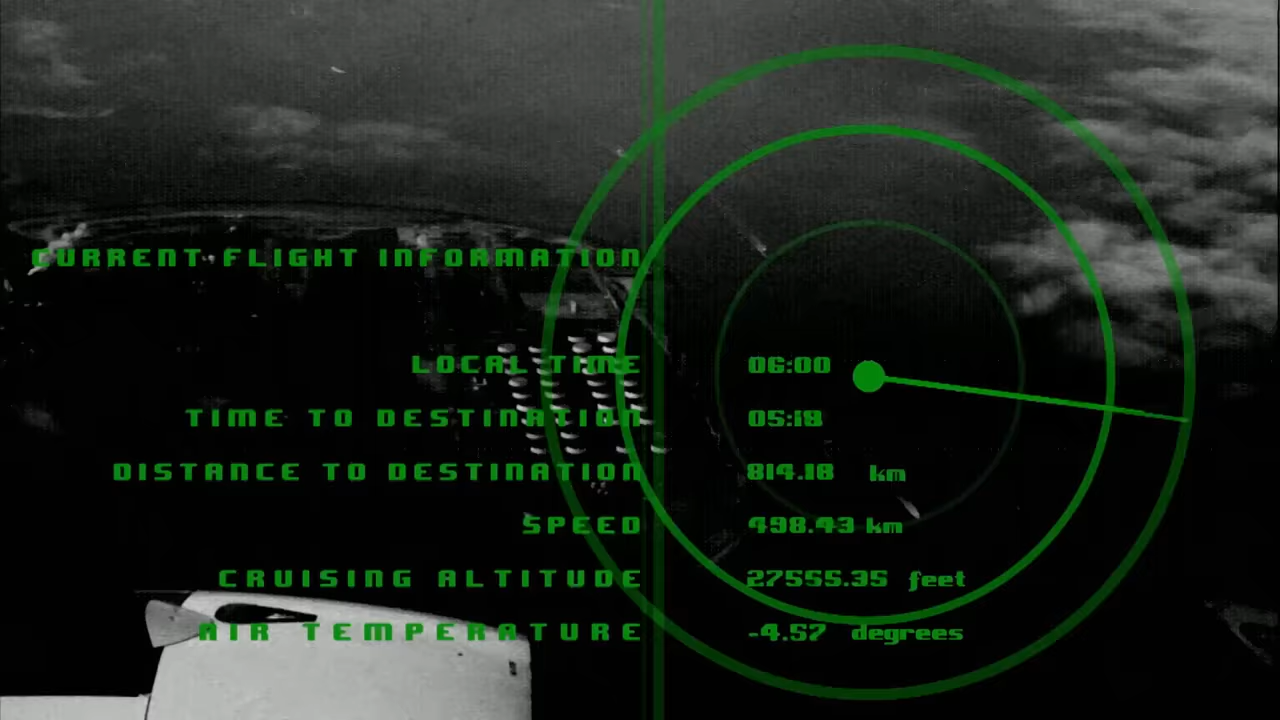 CURRENT FLIGHT INFORMATION
LOCAL TIME 06:00
TIME TO DESTINATION 05:18
DISTANCE TO DESTINATION 814.18 km
SPEED 498.43 km
CRUISING ALTITUDE 27555.35 feet
AIR TEMPERATURE -4.57 degrees